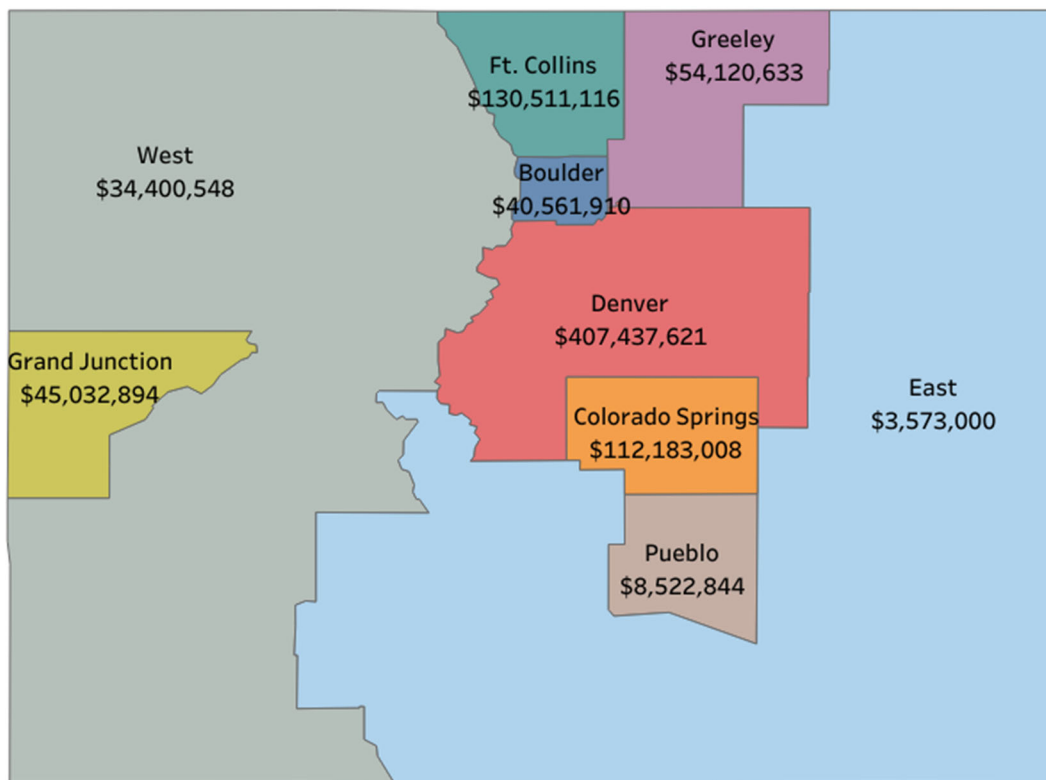 Greeley
$54,120,633
Ft. Collins
$130,511,116
West
$34,400,548
Boulder
$40,561,910
Denver
$407,437,621
Grand Junction
$45,032,894
East
$3,573,000
Colorado Springs
$112,183,008
Pueblo
$8,522,844